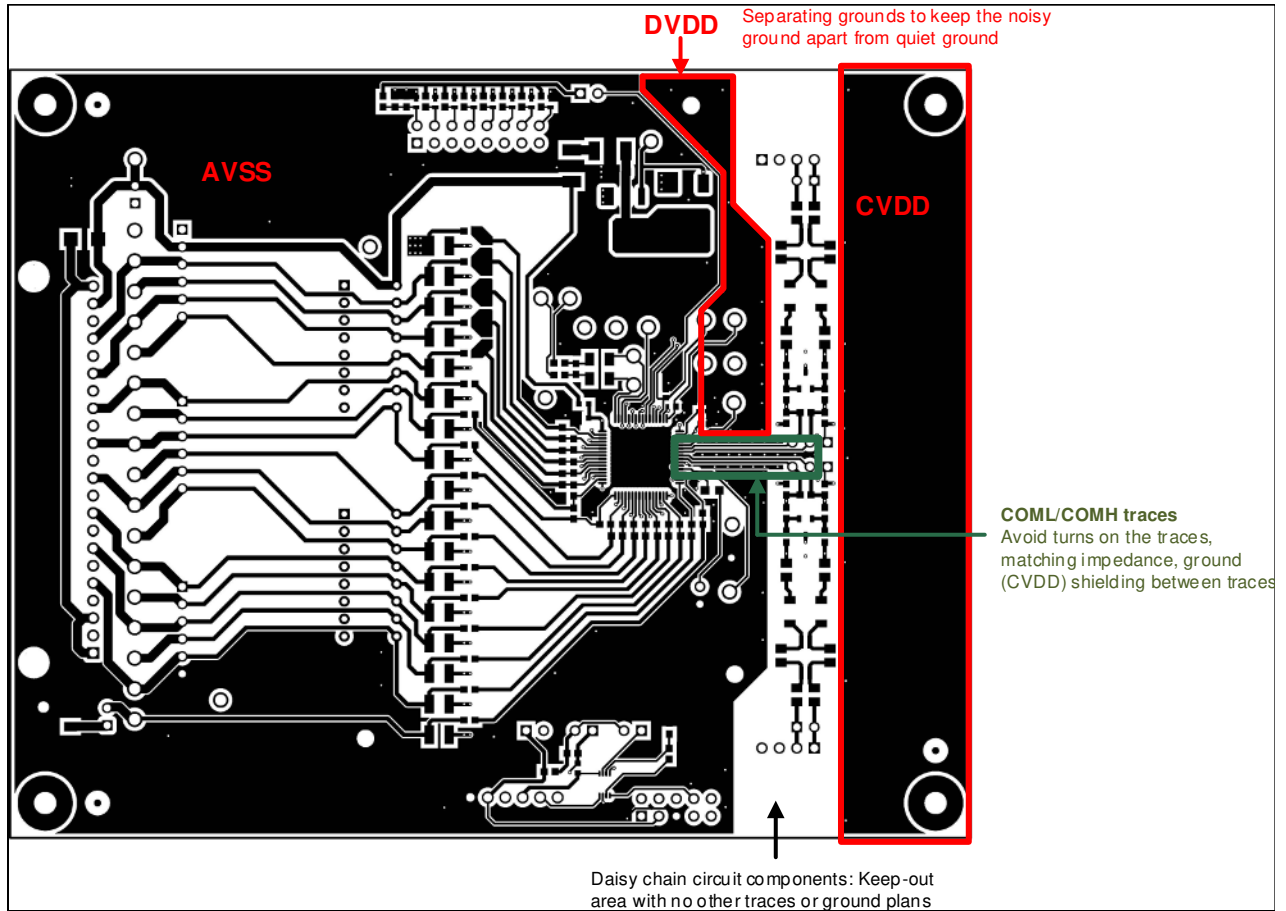 DVDD
Separating grounds to keep the noisy
ground apart from quiet ground
AVSS
CVDD
COML/COMH traces
Avoid turns on the traces,
matching impedance, ground
(CVDD) shielding between traces
Daisy chain circuit components: Keep-out
area with no other traces or ground plans